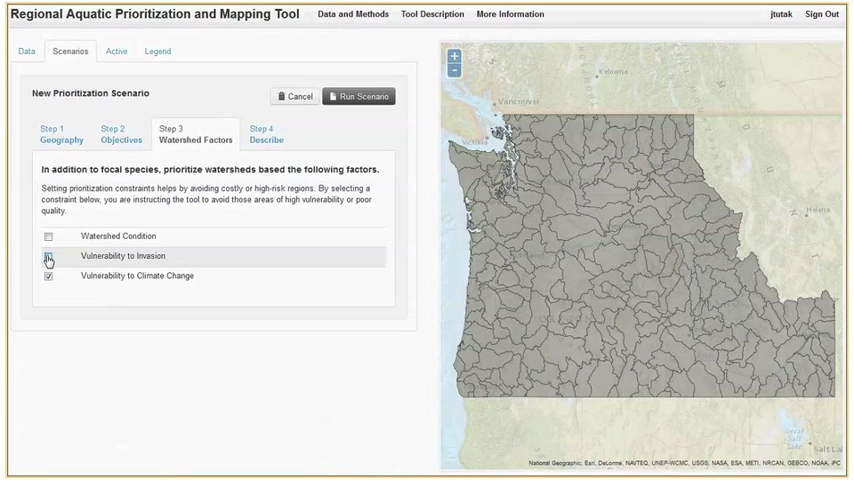 Regional Aquatic Prioritization and Mapping Tool
Data and Methods
Tool Description
More Information
jtutak
Sign Out
Data
Scenarios
Active
Legend
New Prioritization Scenario
Cancel
Run Scenario
Step 1
Geography
Step 2
Objectives
Step 3
Watershed Factors
Step 4
Describe
In addition to focal species, prioritize watersheds based the following factors.
Setting prioritization constraints helps by avoiding costly or high-risk regions. By selecting a
constraint below, you are instructing the tool to avoid those areas of high vulnerability or poor
quality.
Watershed Condition
Vulnerability to Invasion
Vulnerability to Climate Change
+
-
Kelowna
Vancouver
Victoria
Helena
Salt Lak
National Geographic, Esri, DeLorme, NAVTEQ, UNEP-WCMC, USGS, NASA, ESA, METI, NRCAN, GEBCO, NOAA, iPC